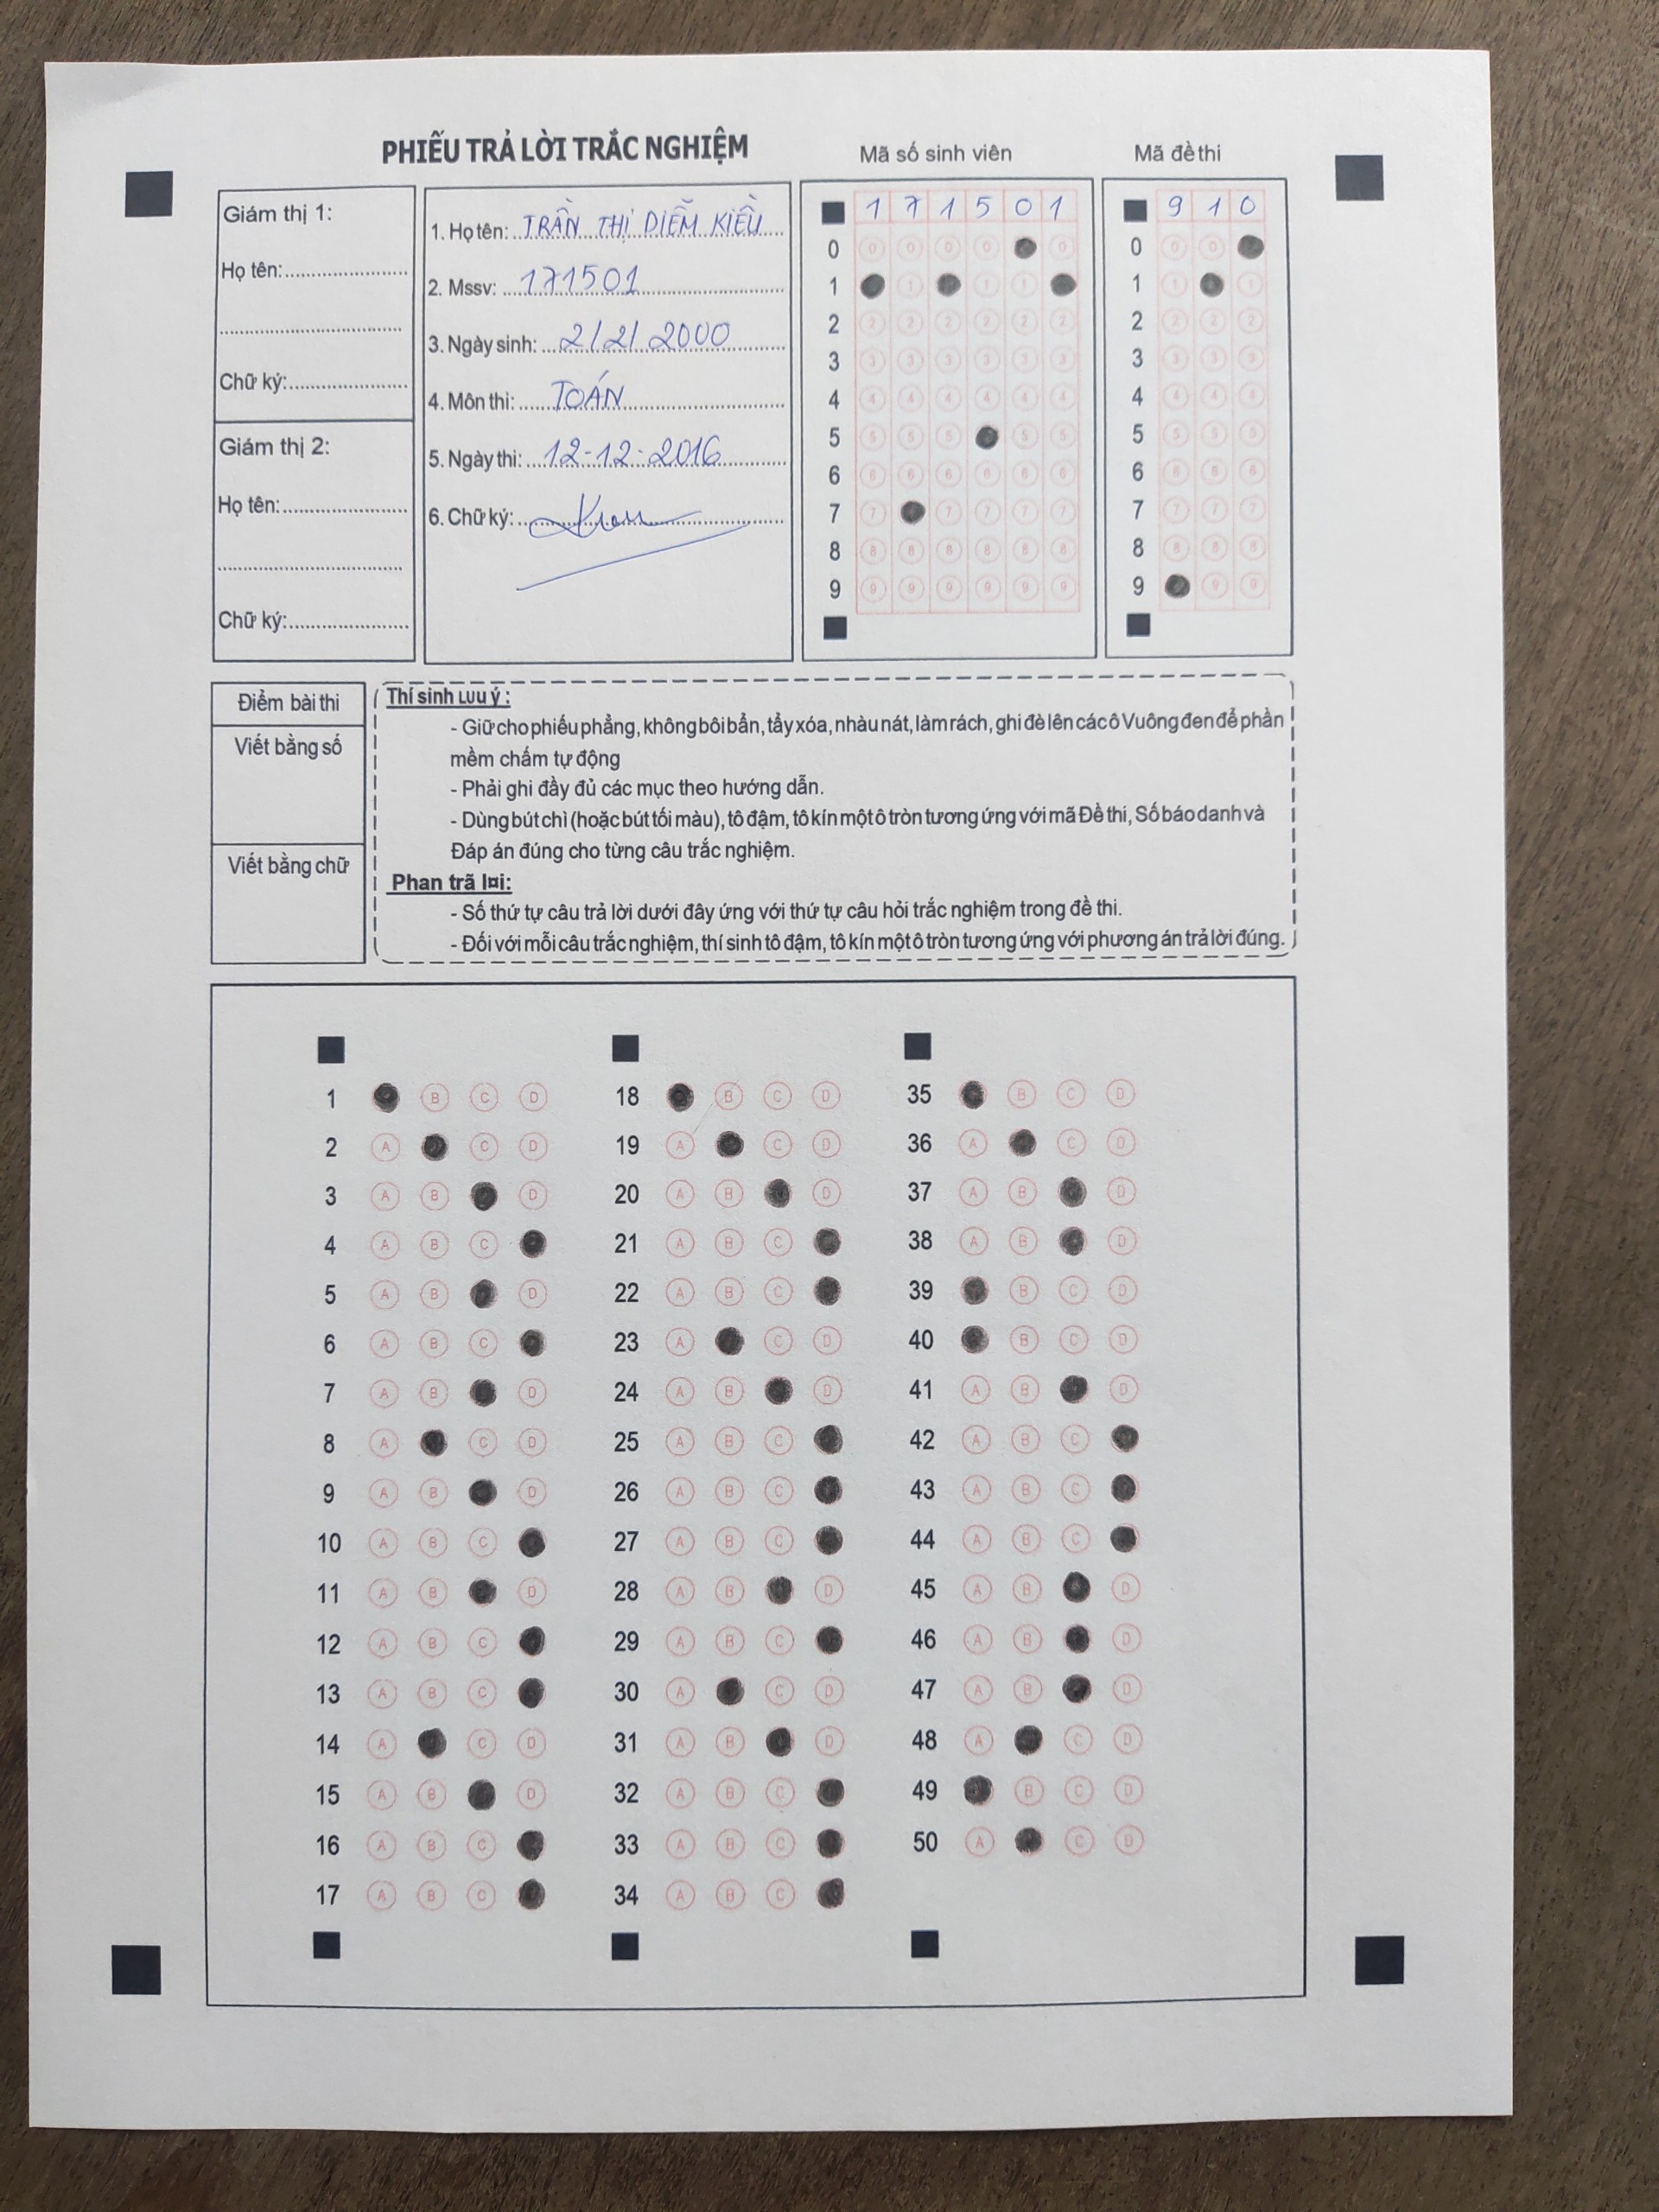 PHIẾU TRẢ LỜI TRẮC NGHIỆM
Mã số sinh viên
Mã đề thi
Giám thị 1:
Họ tên:
Chữ ký:
Giám thị 2:
Họ tên:
Chữ ký:
1. Họ tên: TRẦN THỊ DIỄM KIỀU
2. Mssv: 171501
3. Ngày sinh: 2/2/2000
4. Môn thi: TOÁN
5. Ngày thi: 12-12-2016
6. Chữ ký:
1 7 1 5 0 1
0 0 0 0 0 0
1 1 1 1
2 2 2 2 2 2 2
3 3 3 3 3 3 3
4 4 4 4 4 4 4
5 5 5 5 5 5
6 6 6 6 6 6 6
7 7 7 7 7 7
8 8 8 8 8 8 8
9 9 9 9 9 9 9
9 1 0
0 0 0
1 1 1
2 2 2 2
3 3 3 3
4 4 4 4
5 5 5 5
6 6 6 6
7 7 7 7
8 8 8 8
9 9 9
Điểm bài thi
Viết bằng số
Viết bằng chữ
Thí sinh Lưu ý :
- Giữ cho phiếu phẳng, không bôi bẩn, tẩy xóa, nhàu nát, làm rách, ghi đè lên các ô Vuông đen để phần
mềm chấm tự động
- Phải ghi đầy đủ các mục theo hướng dẫn.
- Dùng bút chì (hoặc bút tối màu), tô đậm, tô kín một ô tròn tương ứng với mã Đề thi, Số báo danh và
Đáp án đúng cho từng câu trắc nghiệm.
Phan trã l¤i:
- Số thứ tự câu trả lời dưới đây ứng với thứ tự câu hỏi trắc nghiệm trong đề thi.
- Đối với mỗi câu trắc nghiệm, thí sinh tô đậm, tô kín một ô tròn tương ứng với phương án trả lời đúng.
1 B C D
2 A C D
3 A B D
4 A B C
5 A B D
6 A B C
7 A B D
8 A C D
9 A B D
10 A B C
11 A B D
12 A B C
13 A B C
14 A C D
15 A B D
16 A B C
17 A B C
18 B C D
19 A C D
20 A B D
21 A B C
22 A B C
23 A C D
24 A B D
25 A B C
26 A B C
27 A B C
28 A B D
29 A B C
30 A C D
31 A B D
32 A B C
33 A B C
34 A B C
35 B C D
36 A C D
37 A B D
38 A B D
39 B C D
40 B C D
41 A B D
42 A B C
43 A B C
44 A B C
45 A B D
46 A B D
47 A B D
48 A C D
49 B C D
50 A C D